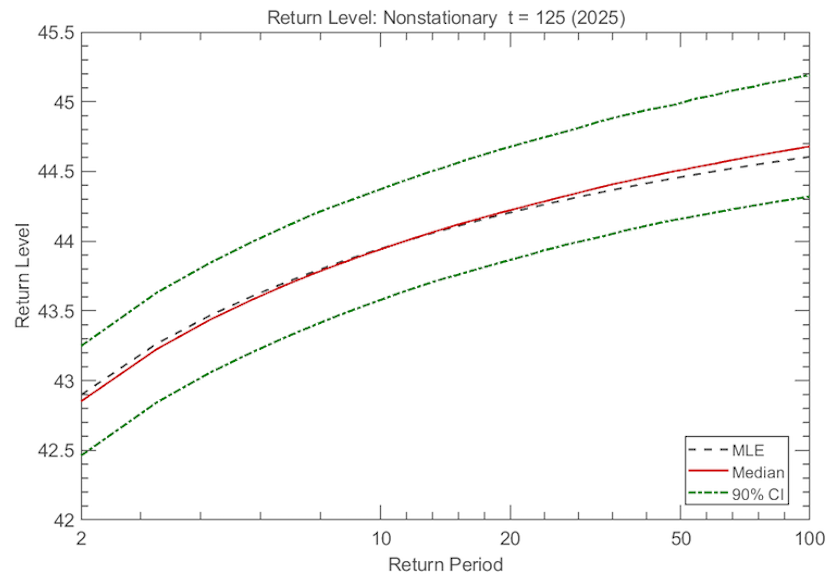 Return Level: Nonstationary t = 125 (2025)
45.5
45
44.5
44
43.5
43
42.5
42
Return Level
2
10
20
50
100
Return Period
MLE
Median
90% CI